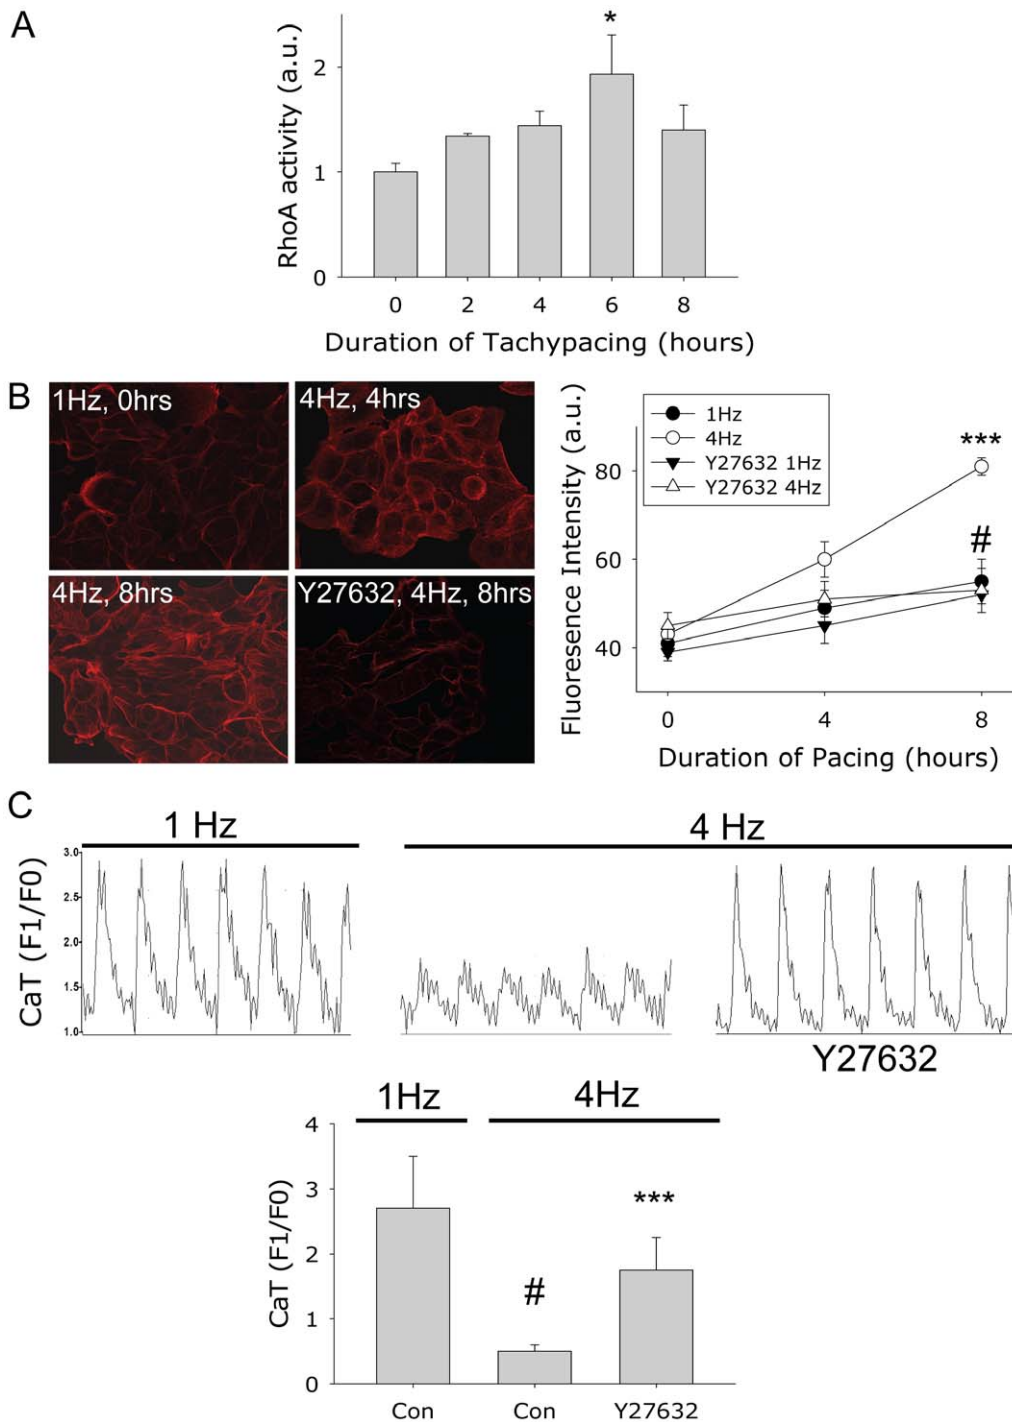 A
RhoA activity (a.u.)
2
1
0
*
0 2 4 6 8
Duration of Tachypacing (hours)
B
1Hz, 0hrs
4Hz, 4hrs
4Hz, 8hrs
Y27632, 4Hz, 8hrs
Fluoresence Intensity (a.u.)
80
60
40
1Hz
4Hz
Y27632 1Hz
Y27632 4Hz
***
#
0 4 8
Duration of Pacing (hours)
C
1 Hz
4 Hz
CaT (F1/F0)
3.0
2.5
2.0
1.5
1.0
Y27632
1Hz
4Hz
CaT (F1/F0)
4
3
2
1
0
#
***
Con Con Y27632